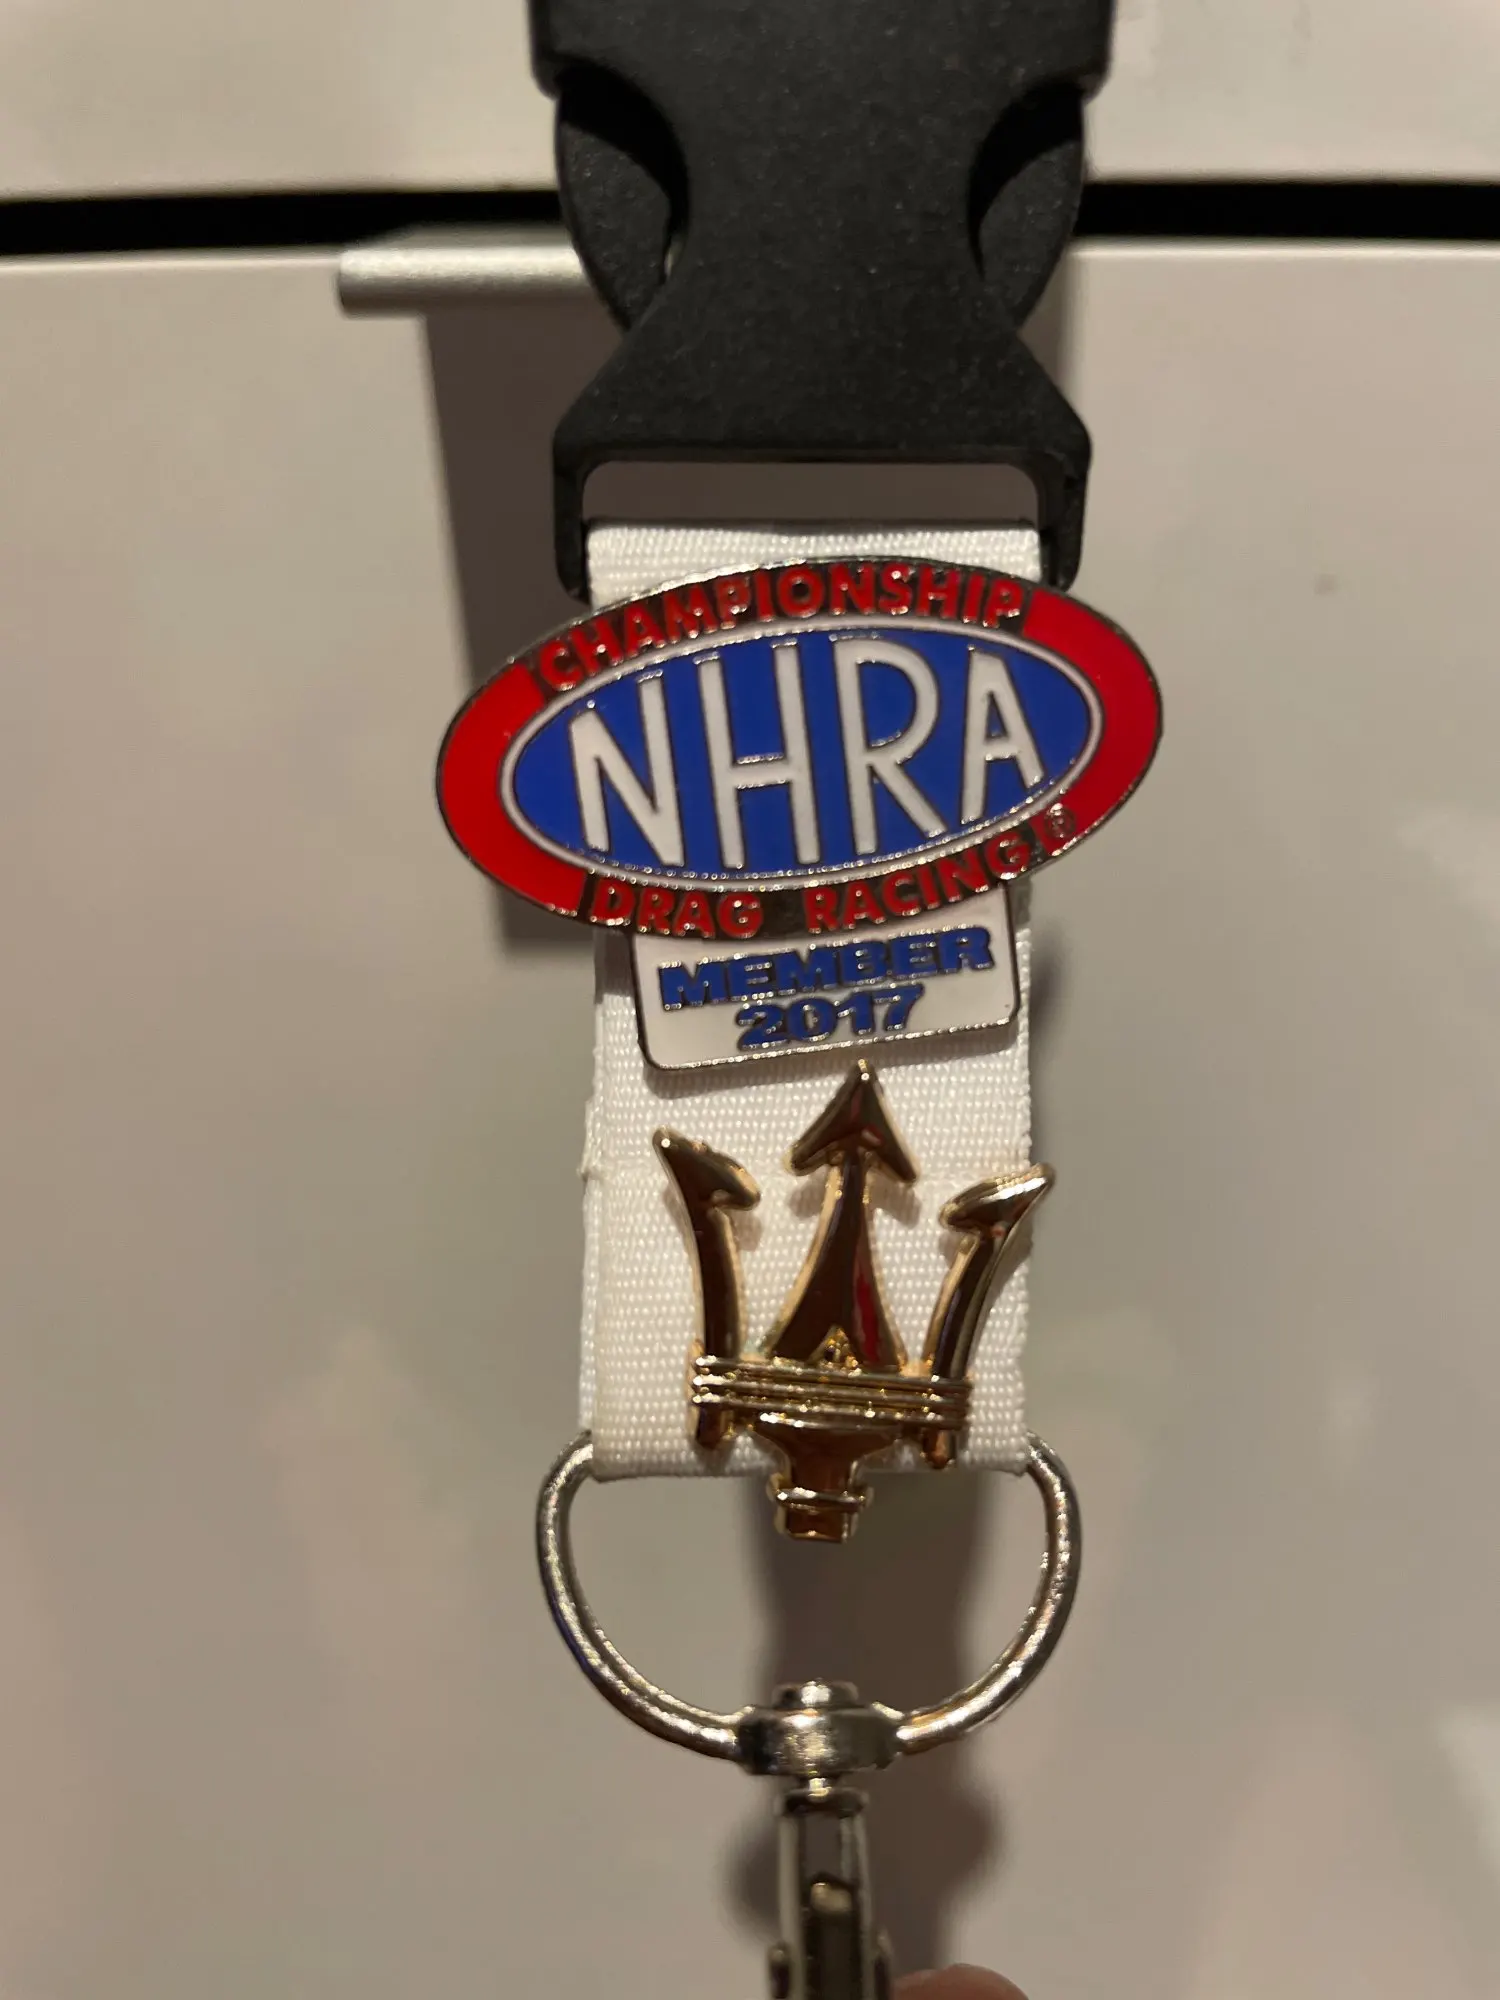 CHAMPIONSHIP
NHRA
DRAG RACING®
MEMBER
2017